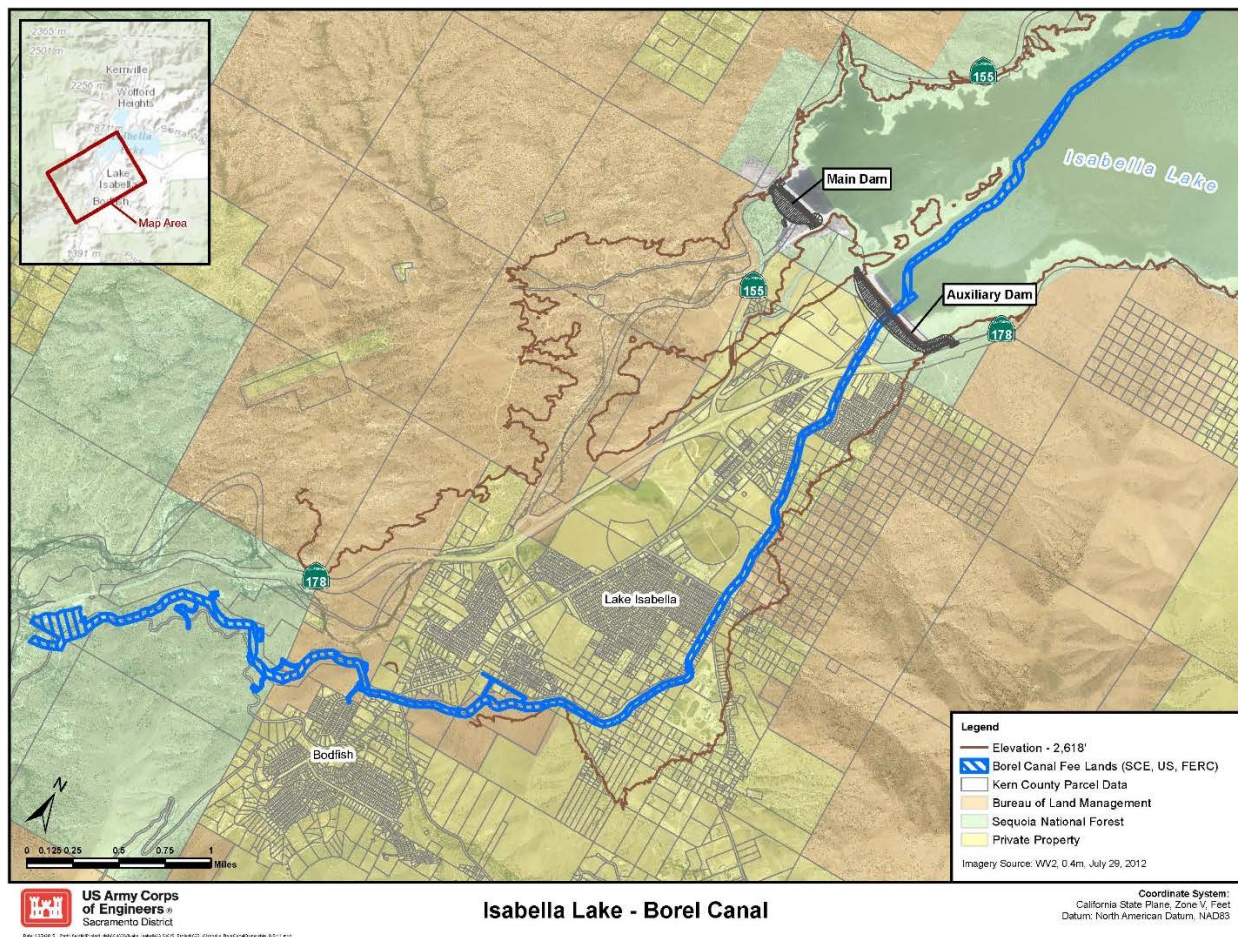 2365 m
2501 m
Kernville
2256 m
Wofford
Heights
Lake
Isabella
Map Area
1391 m
155
Isabella Lake
Main Dam
155
Auxiliary Dam
178
178
Lake Isabella
Bodfish
N
0 0.125 0.25 0.5 0.75 1
Miles
Legend
Elevation - 2,618'
Borel Canal Fee Lands (SCE, US, FERC)
Kern County Parcel Data
Bureau of Land Management
Sequoia National Forest
Private Property
Imagery Source: WV2, 0.4m, July 29, 2012
US Army Corps
of Engineers ®
Sacramento District
Isabella Lake - Borel Canal
Coordinate System:
California State Plane, Zone V, Feet
Datum: North American Datum, NAD83